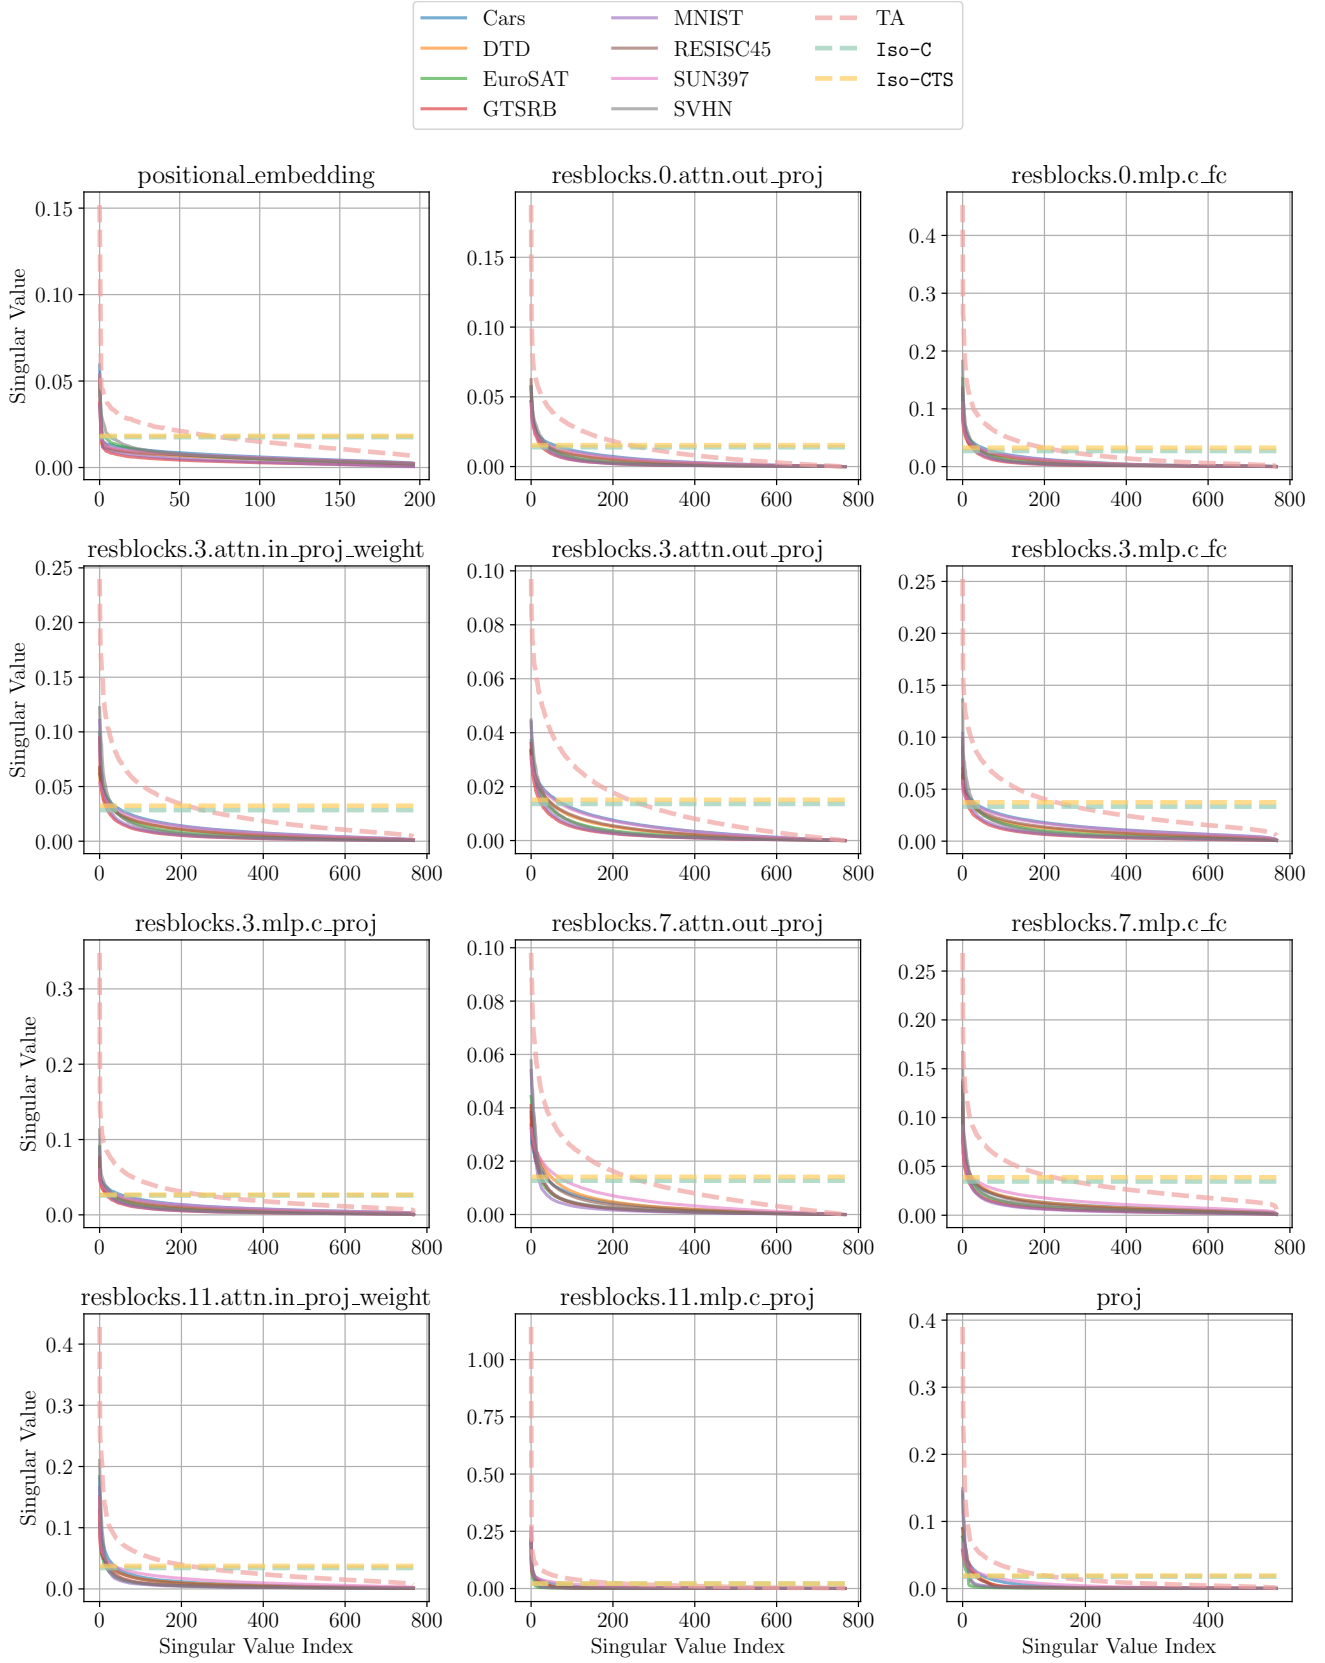 Cars
MNIST
TA
DTD
RESISC45
Iso-C
EuroSAT
SUN397
Iso-CTS
GTSRB
SVHN
positional_embedding
resblocks.0.attn.out_proj
resblocks.0.mlp.c_fc
Singular Value
0.15
0.10
0.05
0.00
0 50 100 150 200
0.15
0.10
0.05
0.00
0 200 400 600 800
0.4
0.3
0.2
0.1
0.0
0 200 400 600 800
resblocks.3.attn.in_proj_weight
resblocks.3.attn.out_proj
resblocks.3.mlp.c_fc
Singular Value
0.25
0.20
0.15
0.10
0.05
0.00
0 200 400 600 800
0.10
0.08
0.06
0.04
0.02
0.00
0 200 400 600 800
0.25
0.20
0.15
0.10
0.05
0.00
0 200 400 600 800
resblocks.3.mlp.c_proj
resblocks.7.attn.out_proj
resblocks.7.mlp.c_fc
Singular Value
0.3
0.2
0.1
0.0
0 200 400 600 800
0.10
0.08
0.06
0.04
0.02
0.00
0 200 400 600 800
0.25
0.20
0.15
0.10
0.05
0.00
0 200 400 600 800
resblocks.11.attn.in_proj_weight
resblocks.11.mlp.c_proj
proj
Singular Value
0.4
0.3
0.2
0.1
0.0
0 200 400 600 800
Singular Value Index
1.00
0.75
0.50
0.25
0.00
0 200 400 600 800
Singular Value Index
0.4
0.3
0.2
0.1
0.0
0 200 400
Singular Value Index